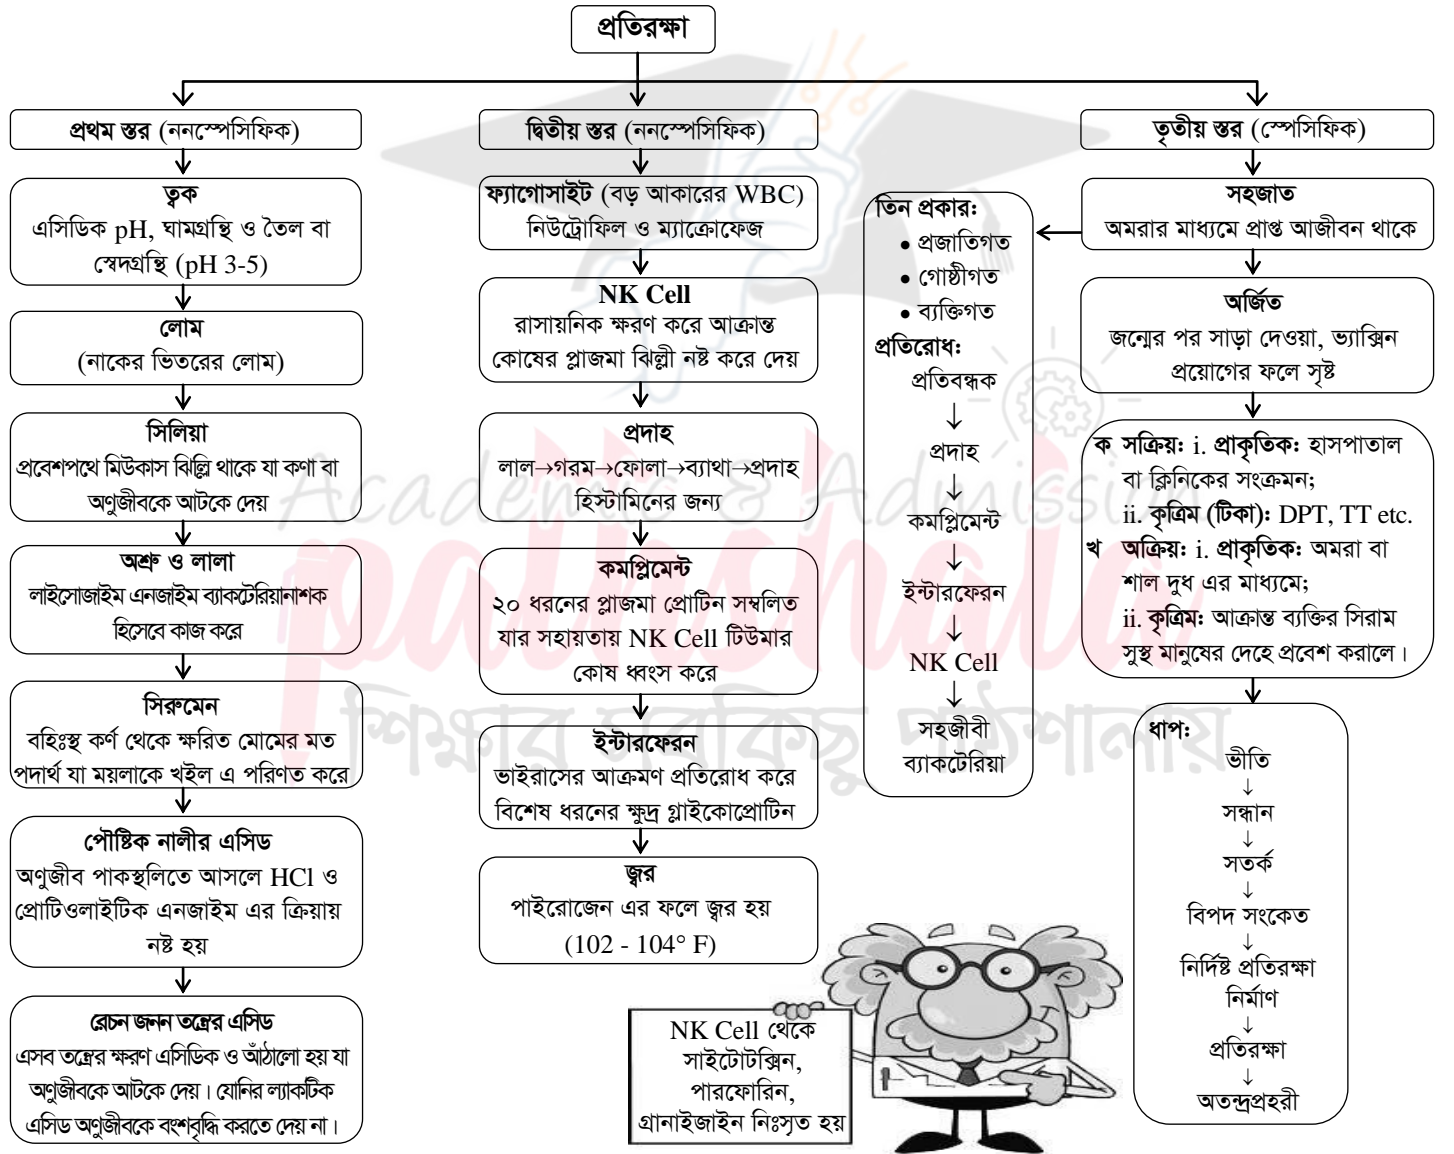 প্রতিরক্ষা
প্রথম স্তর (ননস্পেসিফিক)
ত্বক
এসিডিক pH, ঘামগ্রন্থি ও তৈল বা
স্বেদগ্রন্থি (pH 3-5)
লোম
(নাকের ভিতরের লোম)
সিলিয়া
প্রবেশপথে মিউকাস ঝিল্লি থাকে যা কণা বা
অণুজীবকে আটকে দেয়
অশ্রু ও লালা
লাইসোজাইম এনজাইম ব্যাকটেরিয়ানাশক
হিসেবে কাজ করে
সিরুমেন
বহিঃস্থ কর্ণ থেকে ক্ষরিত মোমের মত
পদার্থ যা ময়লাকে খইল এ পরিণত করে
পৌষ্টিক নালীর এসিড
অণুজীব পাকস্থলিতে আসলে HCl ও
প্রোটিওলাইটিক এনজাইম এর ক্রিয়ায়
নষ্ট হয়
রেচন জনন তন্ত্রের এসিড
এসব তন্ত্রের ক্ষরণ এসিডিক ও আঁঠালো হয় যা
অণুজীবকে আটকে দেয়। যোনির ল্যাকটিক
এসিড অণুজীবকে বংশবৃদ্ধি করতে দেয় না।
দ্বিতীয় স্তর (ননস্পেসিফিক)
ফ্যাগোসাইট (বড় আকারের WBC)
নিউট্রোফিল ও ম্যাক্রোফেজ
NK Cell
রাসায়নিক ক্ষরণ করে আক্রান্ত
কোষের প্লাজমা ঝিল্লী নষ্ট করে দেয়
প্রদাহ
লাল→গরম→ফোলা→ব্যাথা→প্রদাহ
হিস্টামিনের জন্য
কমপ্লিমেন্ট
২০ ধরনের প্লাজমা প্রোটিন সম্বলিত
যার সহায়তায় NK Cell টিউমার
কোষ ধ্বংস করে
ইন্টারফেরন
ভাইরাসের আক্রমণ প্রতিরোধ করে
বিশেষ ধরনের ক্ষুদ্র গ্লাইকোপ্রোটিন
জ্বর
পাইরোজেন এর ফলে জ্বর হয়
(102 - 104° F)
তিন প্রকার:
• প্রজাতিগত
• গোষ্ঠীগত
• ব্যক্তিগত
প্রতিরোধ:
প্রতিবন্ধক
↓
প্রদাহ
↓
কমপ্লিমেন্ট
↓
ইন্টারফেরন
↓
NK Cell
↓
সহজীবী
ব্যাকটেরিয়া
তৃতীয় স্তর (স্পেসিফিক)
সহজাত
অমরার মাধ্যমে প্রাপ্ত আজীবন থাকে
অর্জিত
জন্মের পর সাড়া দেওয়া, ভ্যাক্সিন
প্রয়োগের ফলে সৃষ্ট
ক সক্রিয়: i. প্রাকৃতিক: হাসপাতাল
বা ক্লিনিকের সংক্রমন;
ii. কৃত্রিম (টিকা): DPT, TT etc.
খ অক্রিয়: i. প্রাকৃতিক: অমরা বা
শাল দুধ এর মাধ্যমে;
ii. কৃত্রিম: আক্রান্ত ব্যক্তির সিরাম
সুস্থ মানুষের দেহে প্রবেশ করালে।
ধাপ:
ভীতি
↓
সন্ধান
↓
সতর্ক
↓
বিপদ সংকেত
↓
নির্দিষ্ট প্রতিরক্ষা
নির্মাণ
↓
প্রতিরক্ষা
↓
অতন্দ্রপ্রহরী
NK Cell থেকে
সাইটোটক্সিন,
পারফোরিন,
গ্রানাইজাইন নিঃসৃত হয়
Academic & Admission
pathshala
শিক্ষার সবকিছু পাঠশালায়